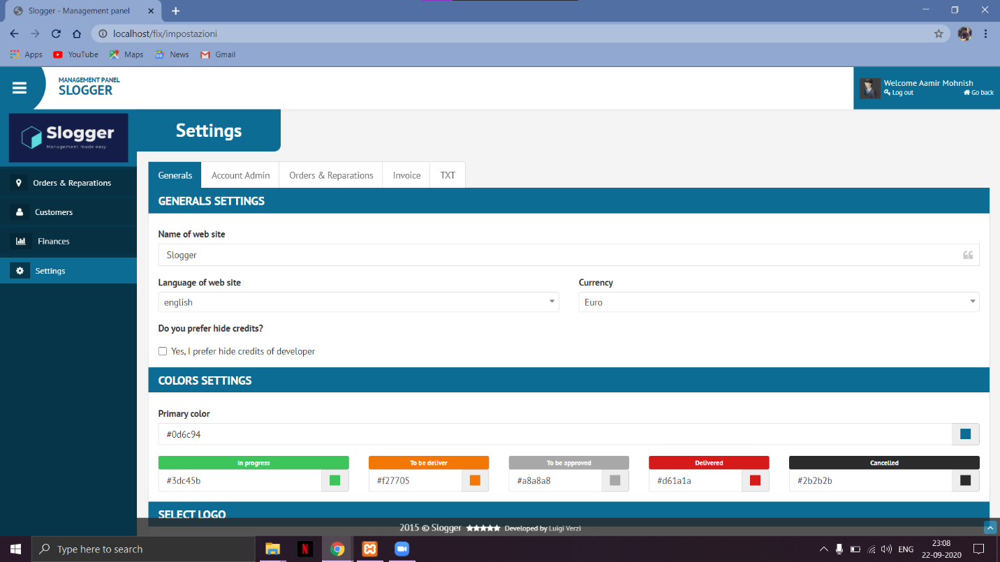 Slogger - Management panel
localhost/fix/impostazioni
Apps YouTube Maps News Gmail
MANAGEMENT PANEL
SLOGGER
Welcome Aamir Mohnish
Log out Go back
Slogger
Management made easy
Settings
Orders & Reparations
Customers
Finances
Settings
Generals Account Admin Orders & Reparations Invoice TXT
GENERALS SETTINGS
Name of web site
Slogger
Language of web site Currency
english Euro
Do you prefer hide credits?
Yes, I prefer hide credits of developer
COLORS SETTINGS
Primary color
#0d6c94
In progress To be deliver To be approved Delivered Cancelled
#3dc45b #f27705 #a8a8a8 #d61a1a #2b2b2b
SELECT LOGO
2015 © Slogger ★★★★★ Developed by Luigi Verzì
Type here to search
ENG
23:08
22-09-2020